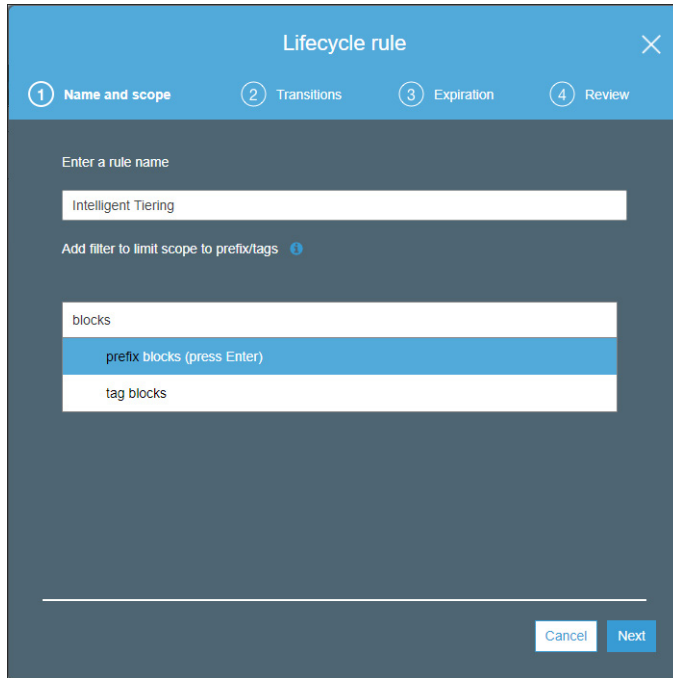 Lifecycle rule
1 Name and scope 2 Transitions 3 Expiration 4 Review
Enter a rule name
Intelligent Tiering
Add filter to limit scope to prefix/tags
blocks
prefix blocks (press Enter)
tag blocks
Cancel Next